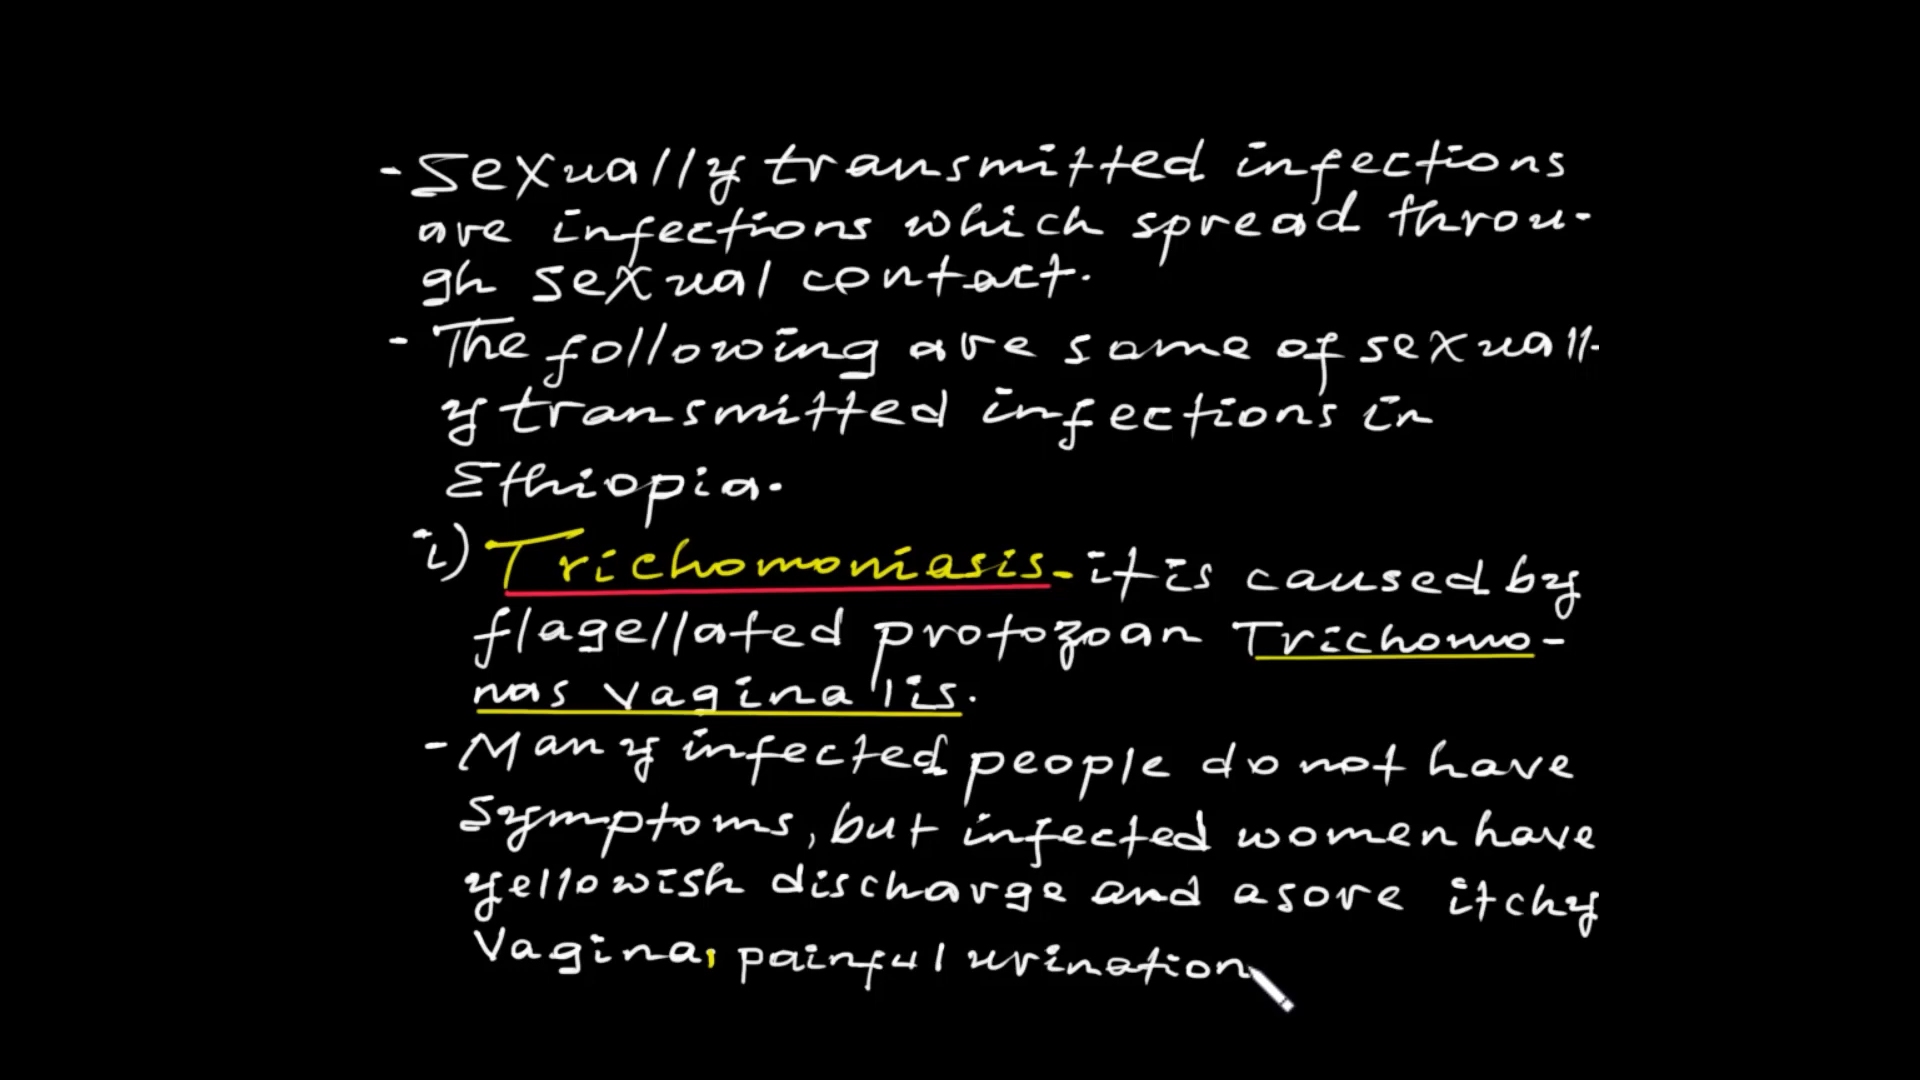 - Sexually transmitted infections
are infections which spread throu-
gh sexual contact.
- The following are some of sexuall-
y transmitted infections in
Ethiopia.
i) Trichomoniasis - it is caused by
flagellated protozoan Trichomo-
nas vaginalis.
- Many infected people do not have
symptoms, but infected women have
yellowish discharge and a sore itchy
vagina, painful urination